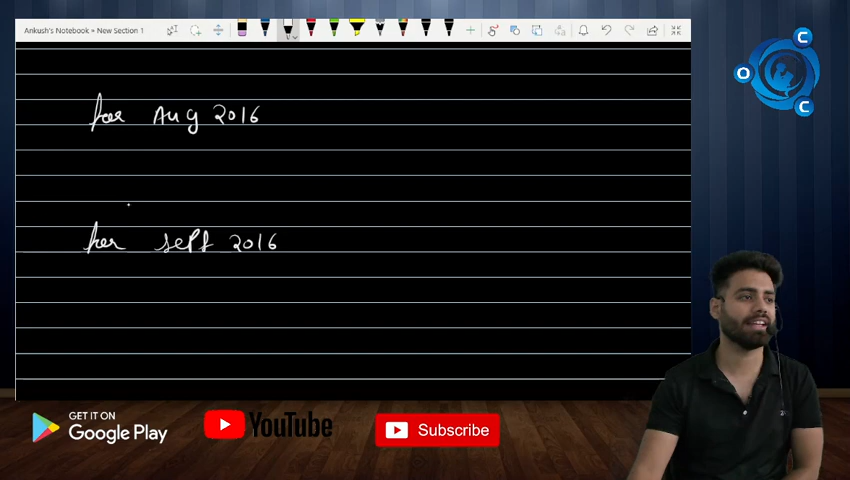 Ankush's Notebook » New Section 1
for Aug 2016
for sept 2016
O C C
GET IT ON
Google Play
YouTube
Subscribe